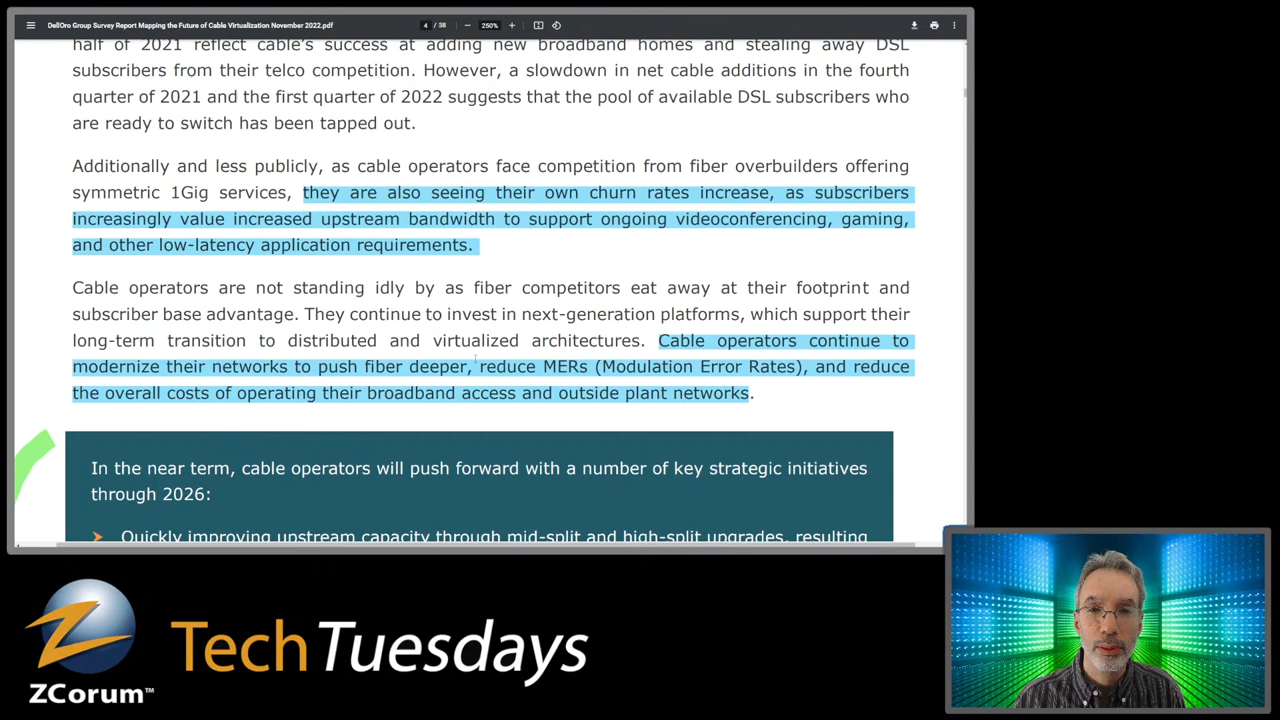 DellOro Group Survey Report Mapping the Future of Cable Virtualization November 2022.pdf
4 / 38
250%
half of 2021 reflect cable's success at adding new broadband homes and stealing away DSL
subscribers from their telco competition. However, a slowdown in net cable additions in the fourth
quarter of 2021 and the first quarter of 2022 suggests that the pool of available DSL subscribers who
are ready to switch has been tapped out.
Additionally and less publicly, as cable operators face competition from fiber overbuilders offering
symmetric 1Gig services, they are also seeing their own churn rates increase, as subscribers
increasingly value increased upstream bandwidth to support ongoing videoconferencing, gaming,
and other low-latency application requirements.
Cable operators are not standing idly by as fiber competitors eat away at their footprint and
subscriber base advantage. They continue to invest in next-generation platforms, which support their
long-term transition to distributed and virtualized architectures. Cable operators continue to
modernize their networks to push fiber deeper, reduce MERs (Modulation Error Rates), and reduce
the overall costs of operating their broadband access and outside plant networks.
In the near term, cable operators will push forward with a number of key strategic initiatives
through 2026:
Quickly improving upstream capacity through mid-split and high-split upgrades, resulting
Z
ZCorum™
TechTuesdays